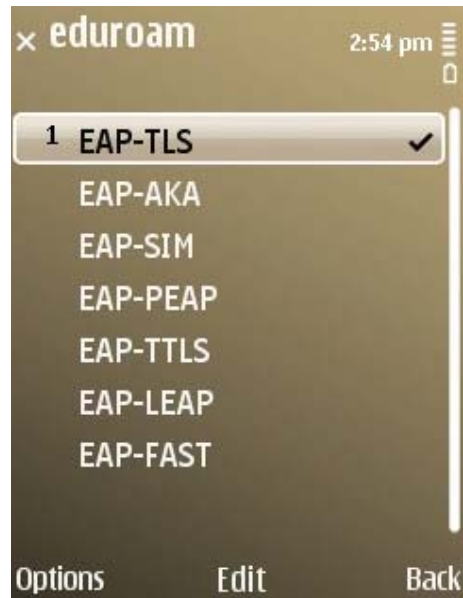 × eduroam 2:54 pm
1 EAP-TLS ✓
EAP-AKA
EAP-SIM
EAP-PEAP
EAP-TTLS
EAP-LEAP
EAP-FAST
Options Edit Back